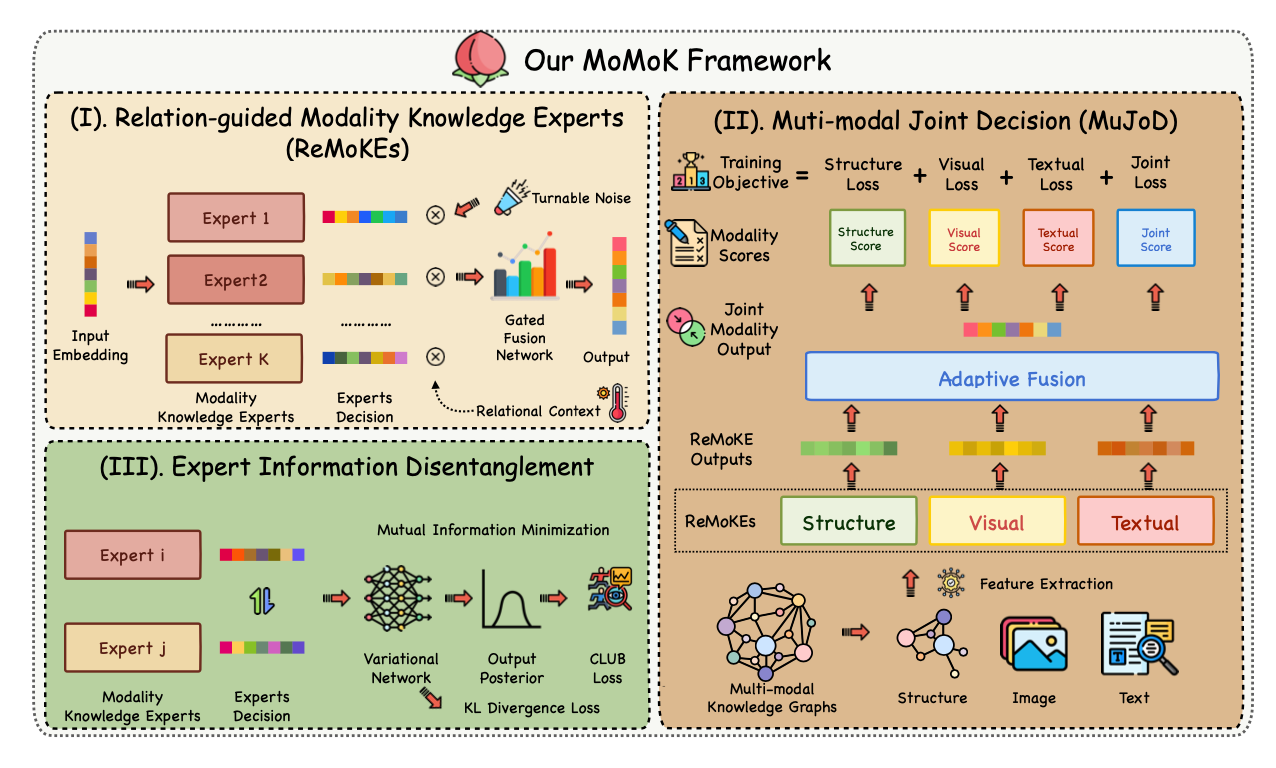 Our MoMoK Framework
(I). Relation-guided Modality Knowledge Experts
(ReMoKEs)
Turnable Noise
Expert 1
Expert2
…………
…………
Expert K
Input
Embedding
Modality
Knowledge Experts
Experts
Decision
Gated
Fusion
Network
Output
Relational Context
(II). Muti-modal Joint Decision (MuJoD)
Training
Objective
=
Structure
Loss
+
Visual
Loss
+
Textual
Loss
+
Joint
Loss
1
2
3
Modality
Scores
Structure
Score
Visual
Score
Textual
Score
Joint
Score
Joint
Modality
Output
Adaptive Fusion
ReMoKE
Outputs
ReMoKEs
Structure
Visual
Textual
Feature Extraction
Multi-modal
Knowledge Graphs
Structure
Image
T
Text
(III). Expert Information Disentanglement
Mutual Information Minimization
Expert i
Expert j
Modality
Knowledge Experts
Experts
Decision
Variational
Network
Output
Posterior
CLUB
Loss
KL Divergence Loss